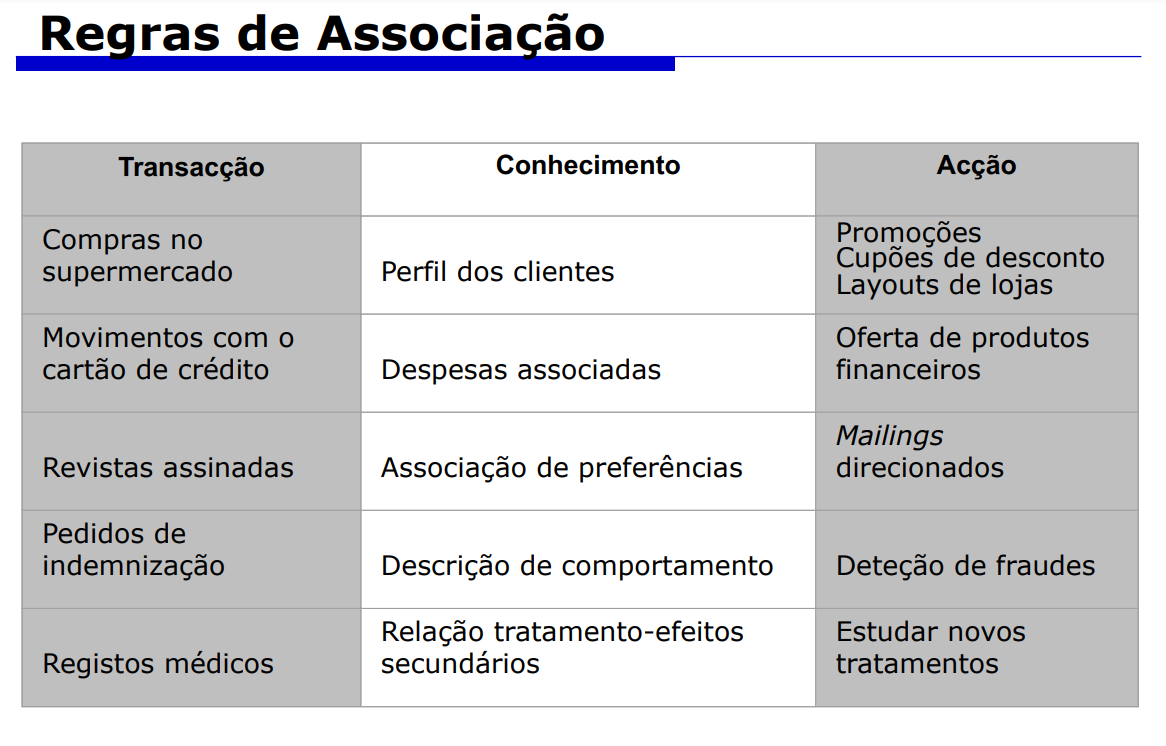 Regras de Associação
Transacção
Conhecimento
Acção
Compras no
supermercado
Perfil dos clientes
Promoções
Cupões de desconto
Layouts de lojas
Movimentos com o
cartão de crédito
Despesas associadas
Oferta de produtos
financeiros
Revistas assinadas
Associação de preferências
Mailings
direcionados
Pedidos de
indemnização
Descrição de comportamento
Deteção de fraudes
Registos médicos
Relação tratamento-efeitos
secundários
Estudar novos
tratamentos